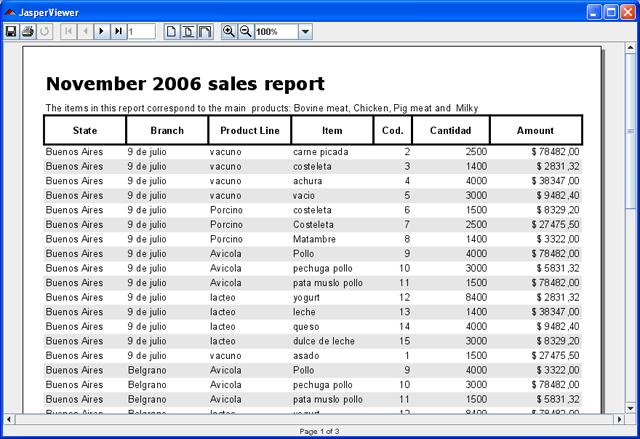 JasperViewer
1
100%
November 2006 sales report
The items in this report correspond to the main products: Bovine meat, Chicken, Pig meat and Milky
State Branch Product Line Item Cod. Cantidad Amount
Buenos Aires 9 de julio vacuno carne picada 2 2500 $ 78482,00
Buenos Aires 9 de julio vacuno costeleta 3 1400 $ 2831,32
Buenos Aires 9 de julio vacuno achura 4 4000 $ 38347,00
Buenos Aires 9 de julio vacuno vacio 5 3000 $ 9482,40
Buenos Aires 9 de julio Porcino costeleta 6 1500 $ 8329,20
Buenos Aires 9 de julio Porcino Costeleta 7 2500 $ 27475,50
Buenos Aires 9 de julio Porcino Matambre 8 1400 $ 3322,00
Buenos Aires 9 de julio Avicola Pollo 9 4000 $ 78482,00
Buenos Aires 9 de julio Avicola pechuga pollo 10 3000 $ 5831,32
Buenos Aires 9 de julio Avicola pata muslo pollo 11 1500 $ 78482,00
Buenos Aires 9 de julio lacteo yogurt 12 8400 $ 2831,32
Buenos Aires 9 de julio lacteo leche 13 1400 $ 38347,00
Buenos Aires 9 de julio lacteo queso 14 4000 $ 9482,40
Buenos Aires 9 de julio lacteo dulce de leche 15 3000 $ 8329,20
Buenos Aires 9 de julio vacuno asado 1 1500 $ 27475,50
Buenos Aires Belgrano Avicola Pollo 9 4000 $ 3322,00
Buenos Aires Belgrano Avicola pechuga pollo 10 3000 $ 78482,00
Buenos Aires Belgrano Avicola pata muslo pollo 11 1500 $ 5831,32
Buenos Aires Belgrano lacteo yogurt 12 8400 $ 78482,00
Page 1 of 3